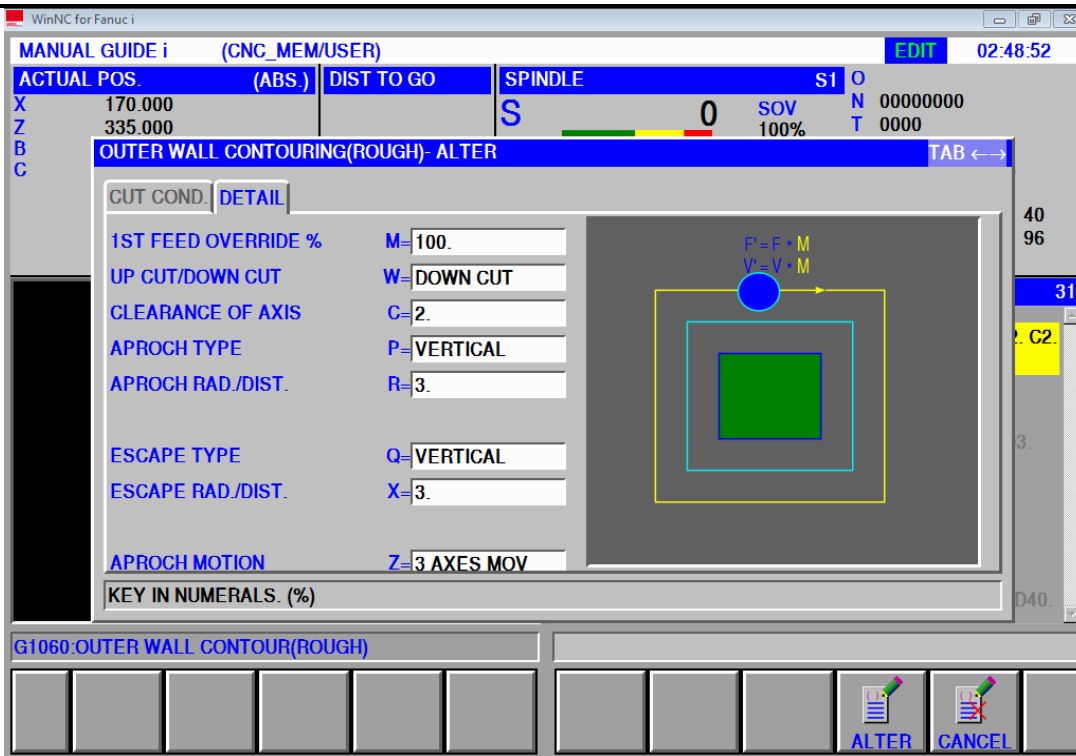 WinNC for Fanuc i
MANUAL GUIDE i (CNC_MEM/USER) EDIT 02:48:52
ACTUAL POS. (ABS.) DIST TO GO SPINDLE S1 O
X 170.000 S 0 SOV N 00000000
Z 335.000 100% T 0000
B OUTER WALL CONTOURING(ROUGH)- ALTER TAB ←→
C
CUT COND. DETAIL
40
1ST FEED OVERRIDE % M= 100. F'=F * M 96
V'=V * M
UP CUT/DOWN CUT W= DOWN CUT
31
CLEARANCE OF AXIS C= 2.
2. C2.
APROCH TYPE P= VERTICAL
APROCH RAD./DIST. R= 3.
3.
ESCAPE TYPE Q= VERTICAL
ESCAPE RAD./DIST. X= 3.
APROCH MOTION Z= 3 AXES MOV
KEY IN NUMERALS. (%) D40.
G1060:OUTER WALL CONTOUR(ROUGH)
ALTER CANCEL